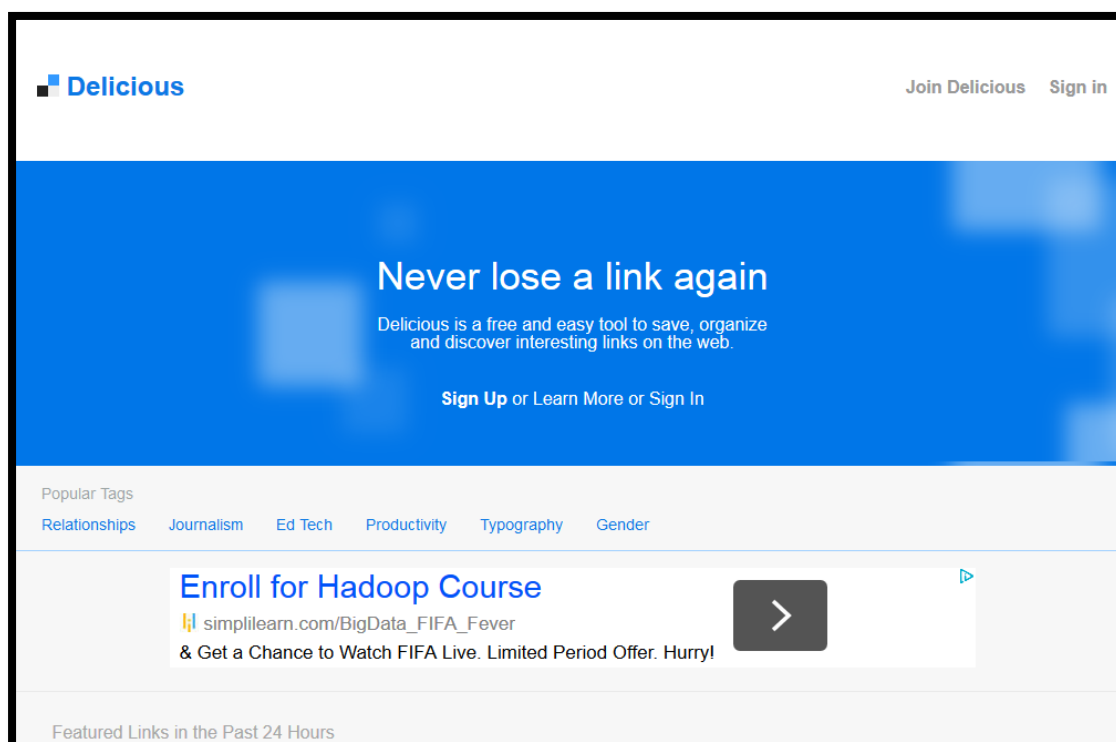 Delicious
Join Delicious Sign in
Never lose a link again
Delicious is a free and easy tool to save, organize
and discover interesting links on the web.
Sign Up or Learn More or Sign In
Popular Tags
Relationships Journalism Ed Tech Productivity Typography Gender
Enroll for Hadoop Course
simplilearn.com/BigData_FIFA_Fever
& Get a Chance to Watch FIFA Live. Limited Period Offer. Hurry!
Featured Links in the Past 24 Hours